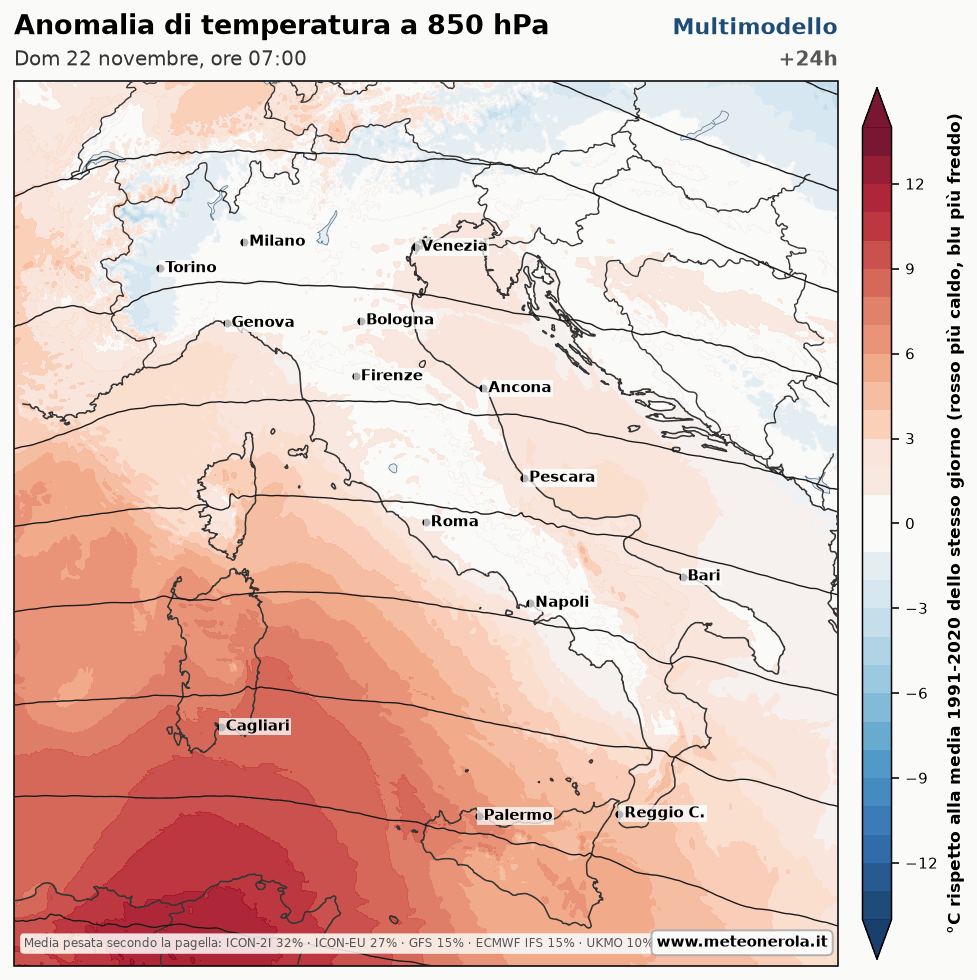 Anomalia di temperatura a 850 hPa
Multimodello
Dom 22 novembre, ore 07:00
+24h
Milano
Venezia
Torino
Genova
Bologna
Firenze
Ancona
Pescara
Roma
Bari
Napoli
Cagliari
Palermo
Reggio C.
12
9
6
3
0
−3
−6
−9
−12
°C rispetto alla media 1991-2020 dello stesso giorno (rosso più caldo, blu più freddo)
Media pesata secondo la pagella: ICON-2I 32% · ICON-EU 27% · GFS 15% · ECMWF IFS 15% · UKMO 10%
www.meteonerola.it